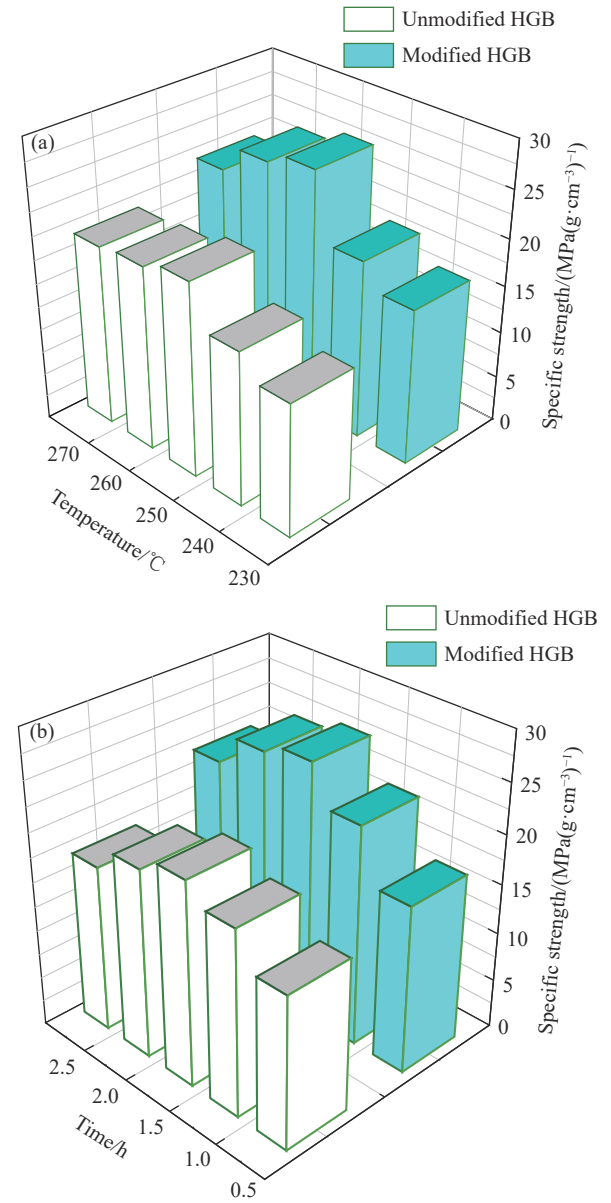 Unmodified HGB
Modified HGB
(a)
30
25
20
15
10
5
0
Specific strength/(MPa(g·cm⁻³)⁻¹)
270
260
250
240
230
Temperature/℃
Unmodified HGB
Modified HGB
(b)
30
25
20
15
10
5
0
Specific strength/(MPa(g·cm⁻³)⁻¹)
2.5
2.0
1.5
1.0
0.5
Time/h